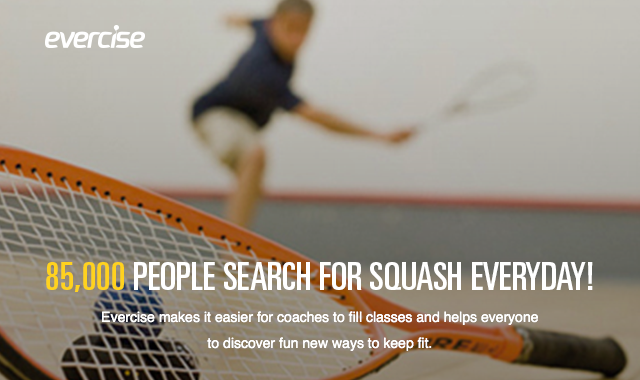 evercise
85,000 PEOPLE SEARCH FOR SQUASH EVERYDAY!
Evercise makes it easier for coaches to fill classes and helps everyone
to discover fun new ways to keep fit.